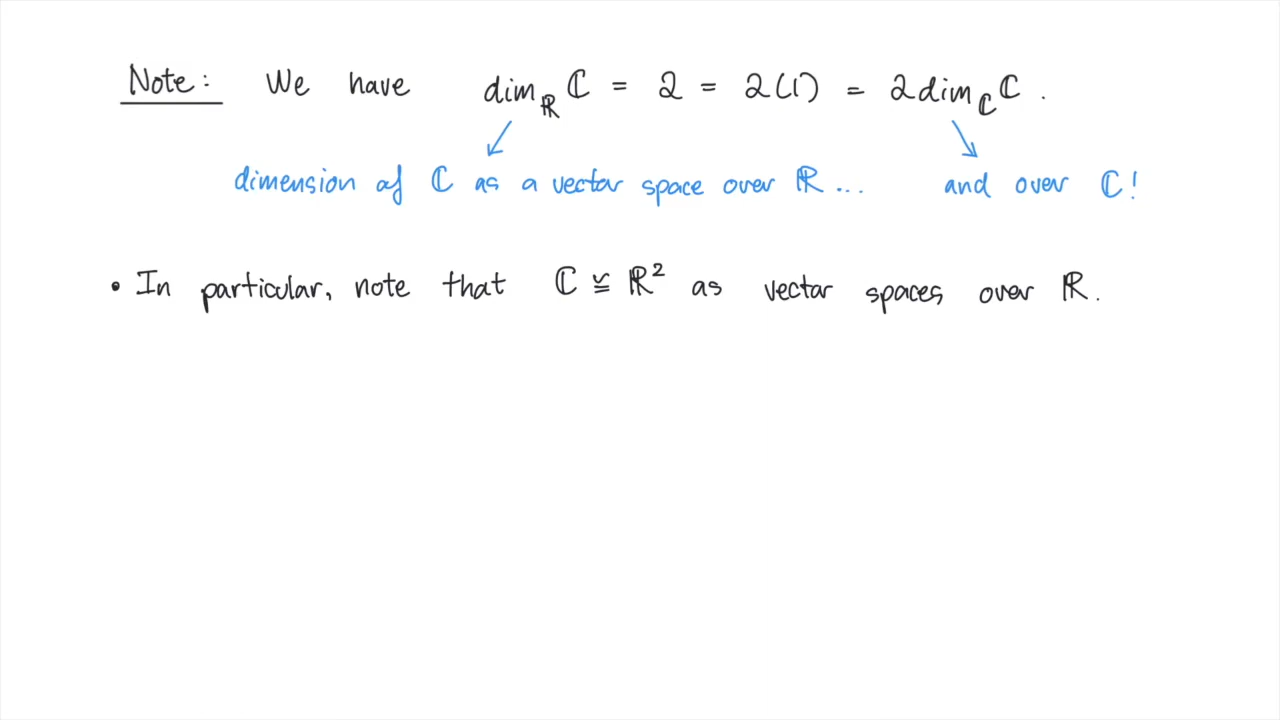 Note: We have dim_ℝ ℂ = 2 = 2(1) = 2dim_ℂ ℂ.
dimension of ℂ as a vector space over ℝ... and over ℂ!
• In particular, note that ℂ ≅ ℝ² as vector spaces over ℝ.